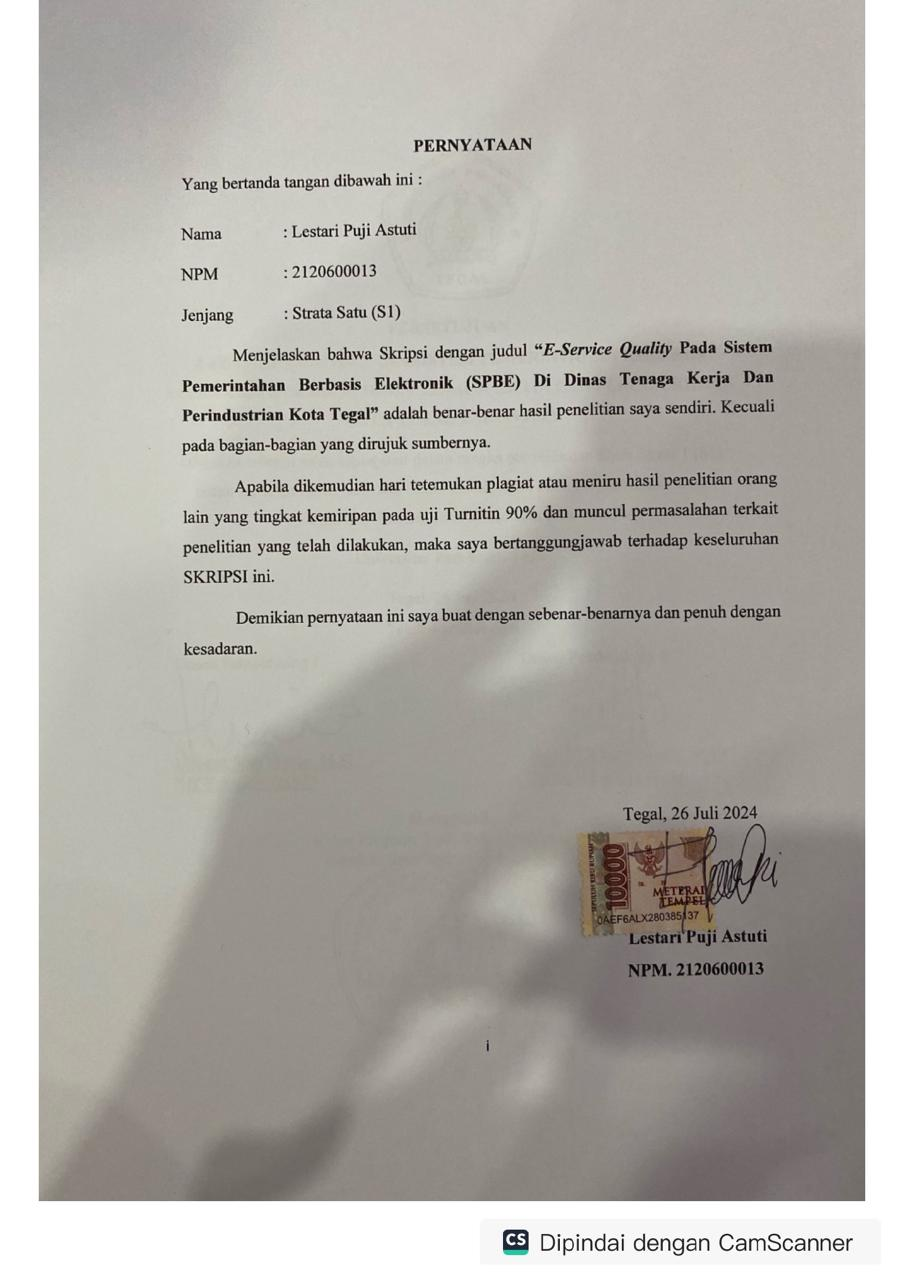 PERNYATAAN
Yang bertanda tangan dibawah ini :
Nama : Lestari Puji Astuti
NPM : 2120600013
Jenjang : Strata Satu (S1)
Menjelaskan bahwa Skripsi dengan judul “E-Service Quality Pada Sistem
Pemerintahan Berbasis Elektronik (SPBE) Di Dinas Tenaga Kerja Dan
Perindustrian Kota Tegal” adalah benar-benar hasil penelitian saya sendiri. Kecuali
pada bagian-bagian yang dirujuk sumbernya.
Apabila dikemudian hari tetemukan plagiat atau meniru hasil penelitian orang
lain yang tingkat kemiripan pada uji Turnitin 90% dan muncul permasalahan terkait
penelitian yang telah dilakukan, maka saya bertanggungjawab terhadap keseluruhan
SKRIPSI ini.
Demikian pernyataan ini saya buat dengan sebenar-benarnya dan penuh dengan
kesadaran.
Tegal, 26 Juli 2024
SEPULUH RIBU RUPIAH
10000
METERAI
TEMPEL
0AEF6ALX280385137
Lestari Puji Astuti
NPM. 2120600013
i
CS Dipindai dengan CamScanner